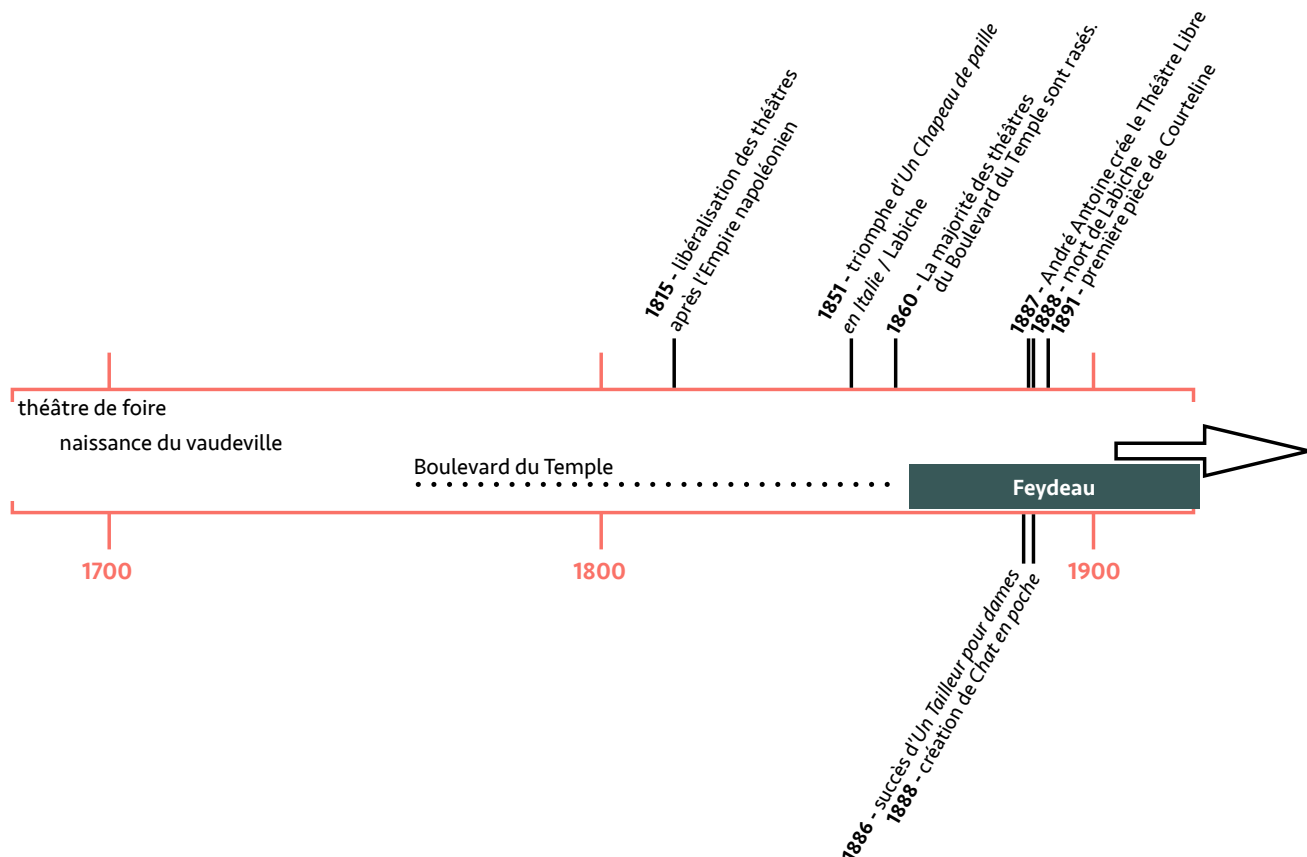 1815 - libéralisation des théâtres
après l'Empire napoléonien
1851 - triomphe d'Un Chapeau de paille
en Italie / Labiche
1860 - La majorité des théâtres
du Boulevard du Temple sont rasés.
1887 - André Antoine crée le Théâtre Libre
1888 - mort de Labiche
1891 - première pièce de Courteline
théâtre de foire
naissance du vaudeville
Boulevard du Temple
Feydeau
1700
1800
1900
1886 - succès d'Un Tailleur pour dames
1888 - création de Chat en poche